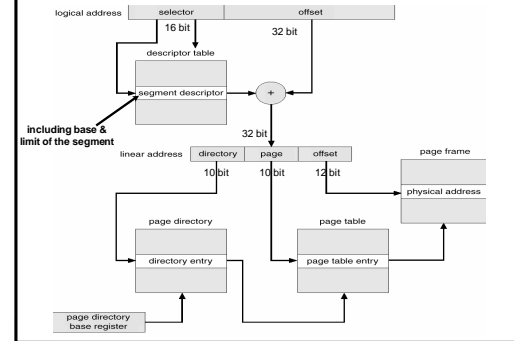 logical address selector offset
16 bit 32 bit
descriptor table
segment descriptor +
including base &
limit of the segment
32 bit
linear address directory page offset page frame
10 bit 10 bit 12 bit
physical address
page directory page table
directory entry page table entry
page directory
base register